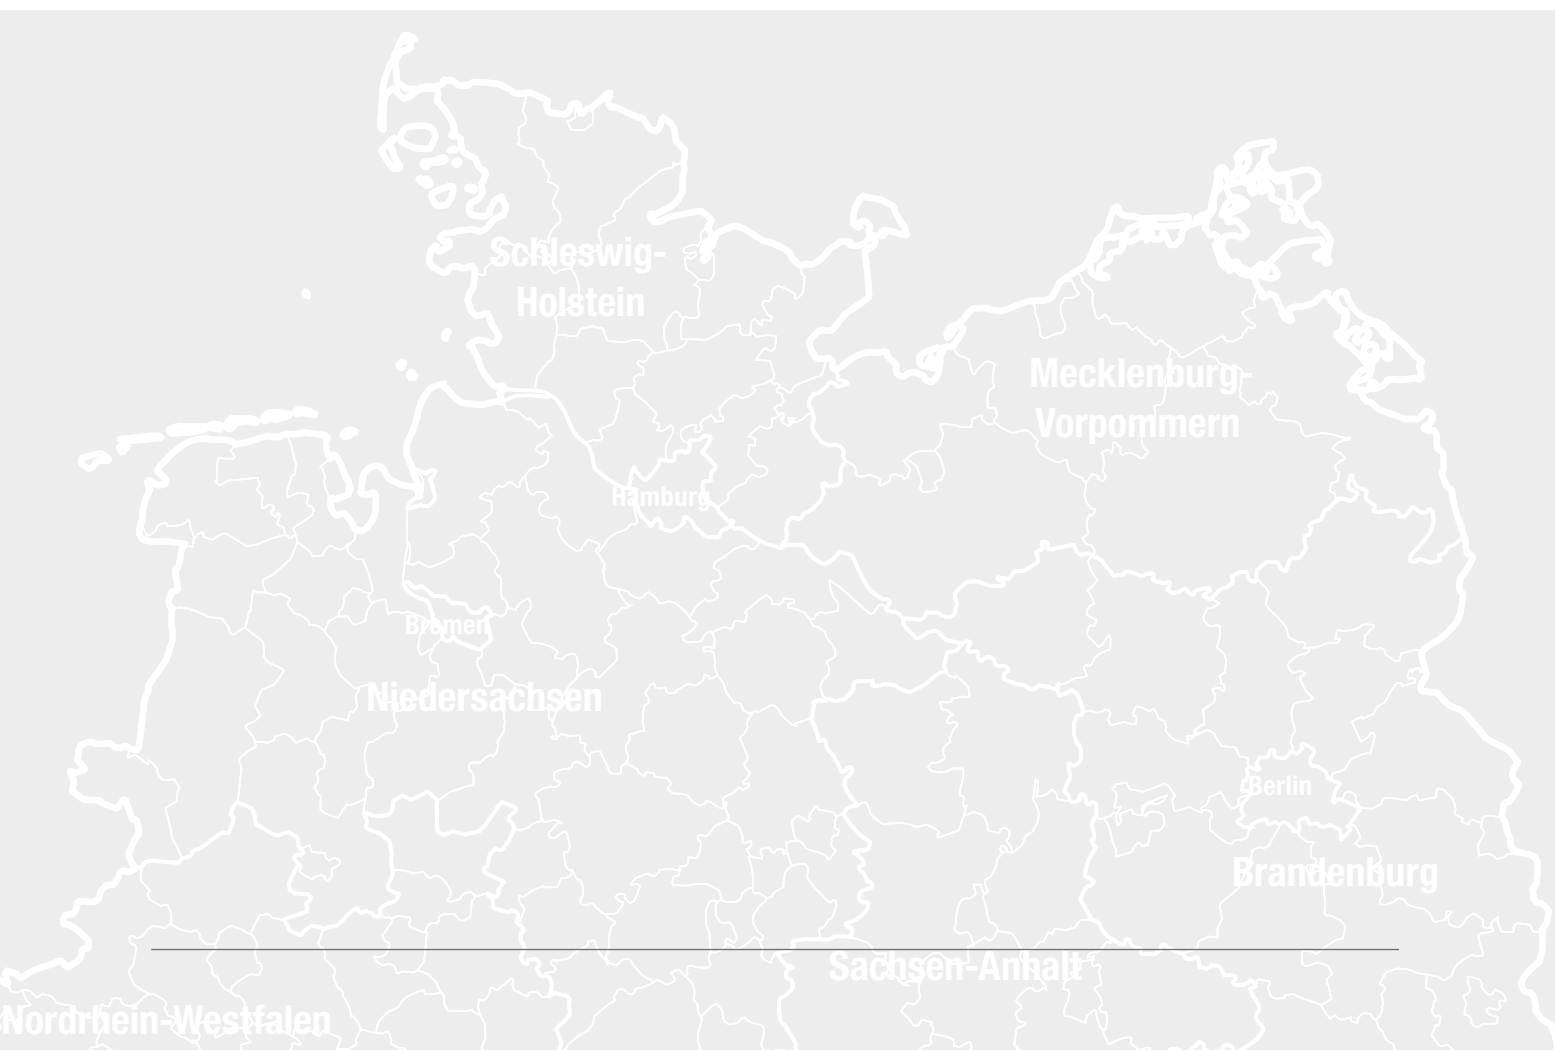 Schleswig-
Holstein
Mecklenburg-
Vorpommern
Hamburg
Bremen
Niedersachsen
Berlin
Brandenburg
Sachsen-Anhalt
Nordrhein-Westfalen